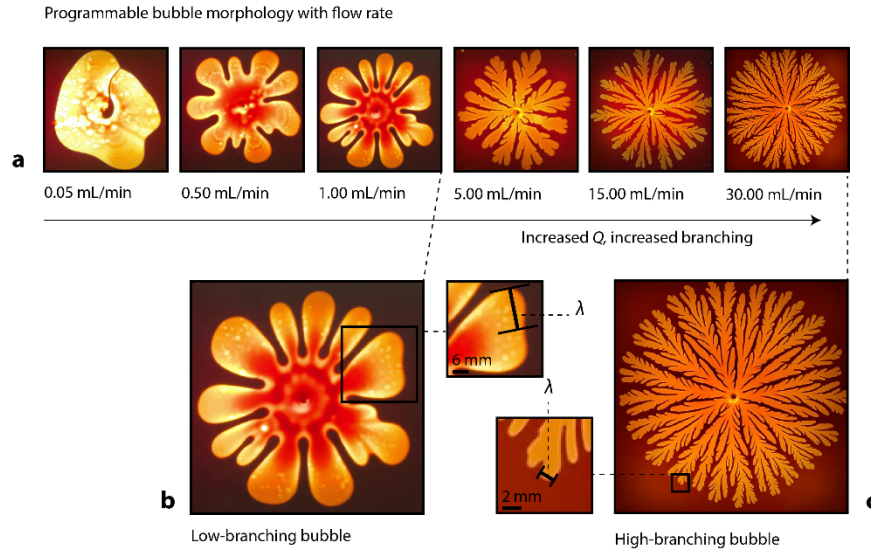 Programmable bubble morphology with flow rate
a
0.05 mL/min
0.50 mL/min
1.00 mL/min
5.00 mL/min
15.00 mL/min
30.00 mL/min
Increased Q, increased branching
λ
6 mm
λ
2 mm
b
c
Low-branching bubble
High-branching bubble